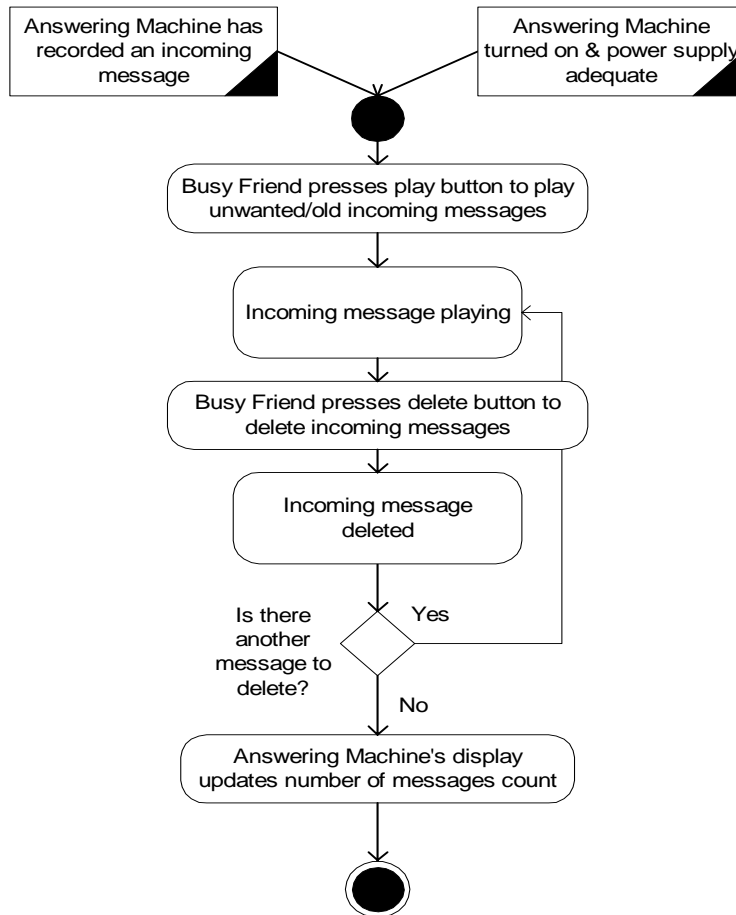 Answering Machine has
recorded an incoming
message
Answering Machine
turned on & power supply
adequate
Busy Friend presses play button to play
unwanted/old incoming messages
Incoming message playing
Busy Friend presses delete button to
delete incoming messages
Incoming message
deleted
Is there
another
message to
delete?
Yes
No
Answering Machine's display
updates number of messages count